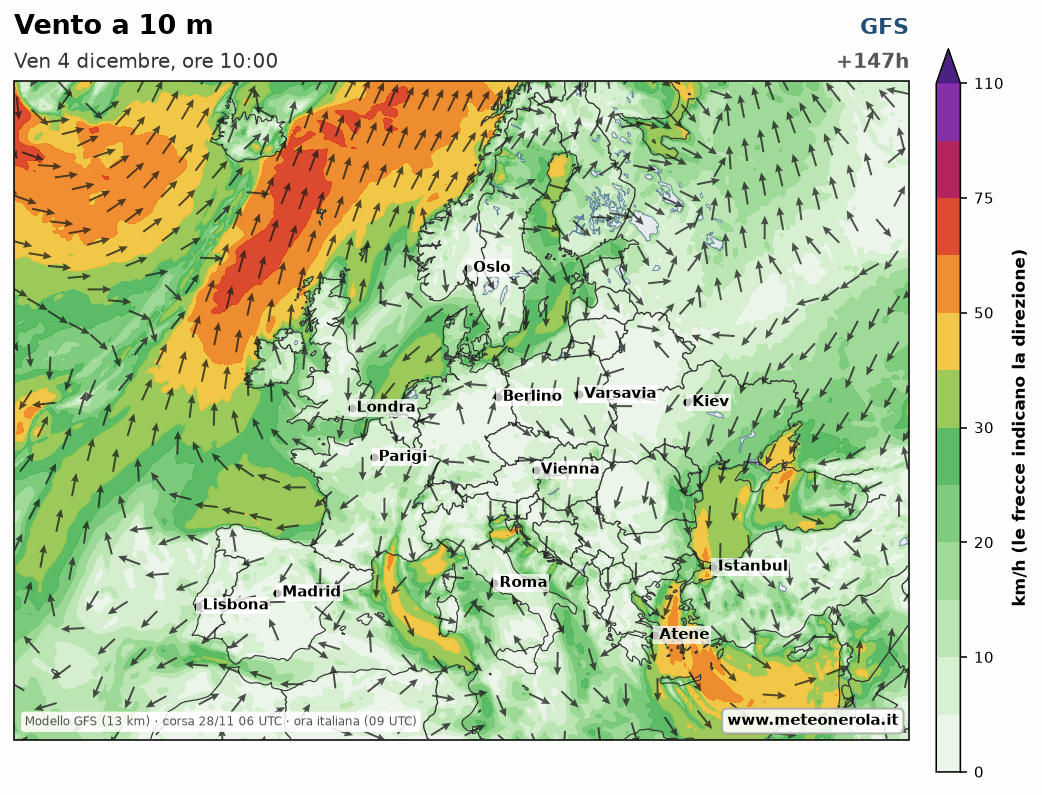 Vento a 10 m
GFS
Ven 4 dicembre, ore 10:00
+147h
110
75
50
30
20
10
0
km/h (le frecce indicano la direzione)
Oslo
Berlino
Varsavia
Kiev
Londra
Parigi
Vienna
Istanbul
Roma
Madrid
Lisbona
Atene
Modello GFS (13 km) · corsa 28/11 06 UTC · ora italiana (09 UTC)
www.meteonerola.it